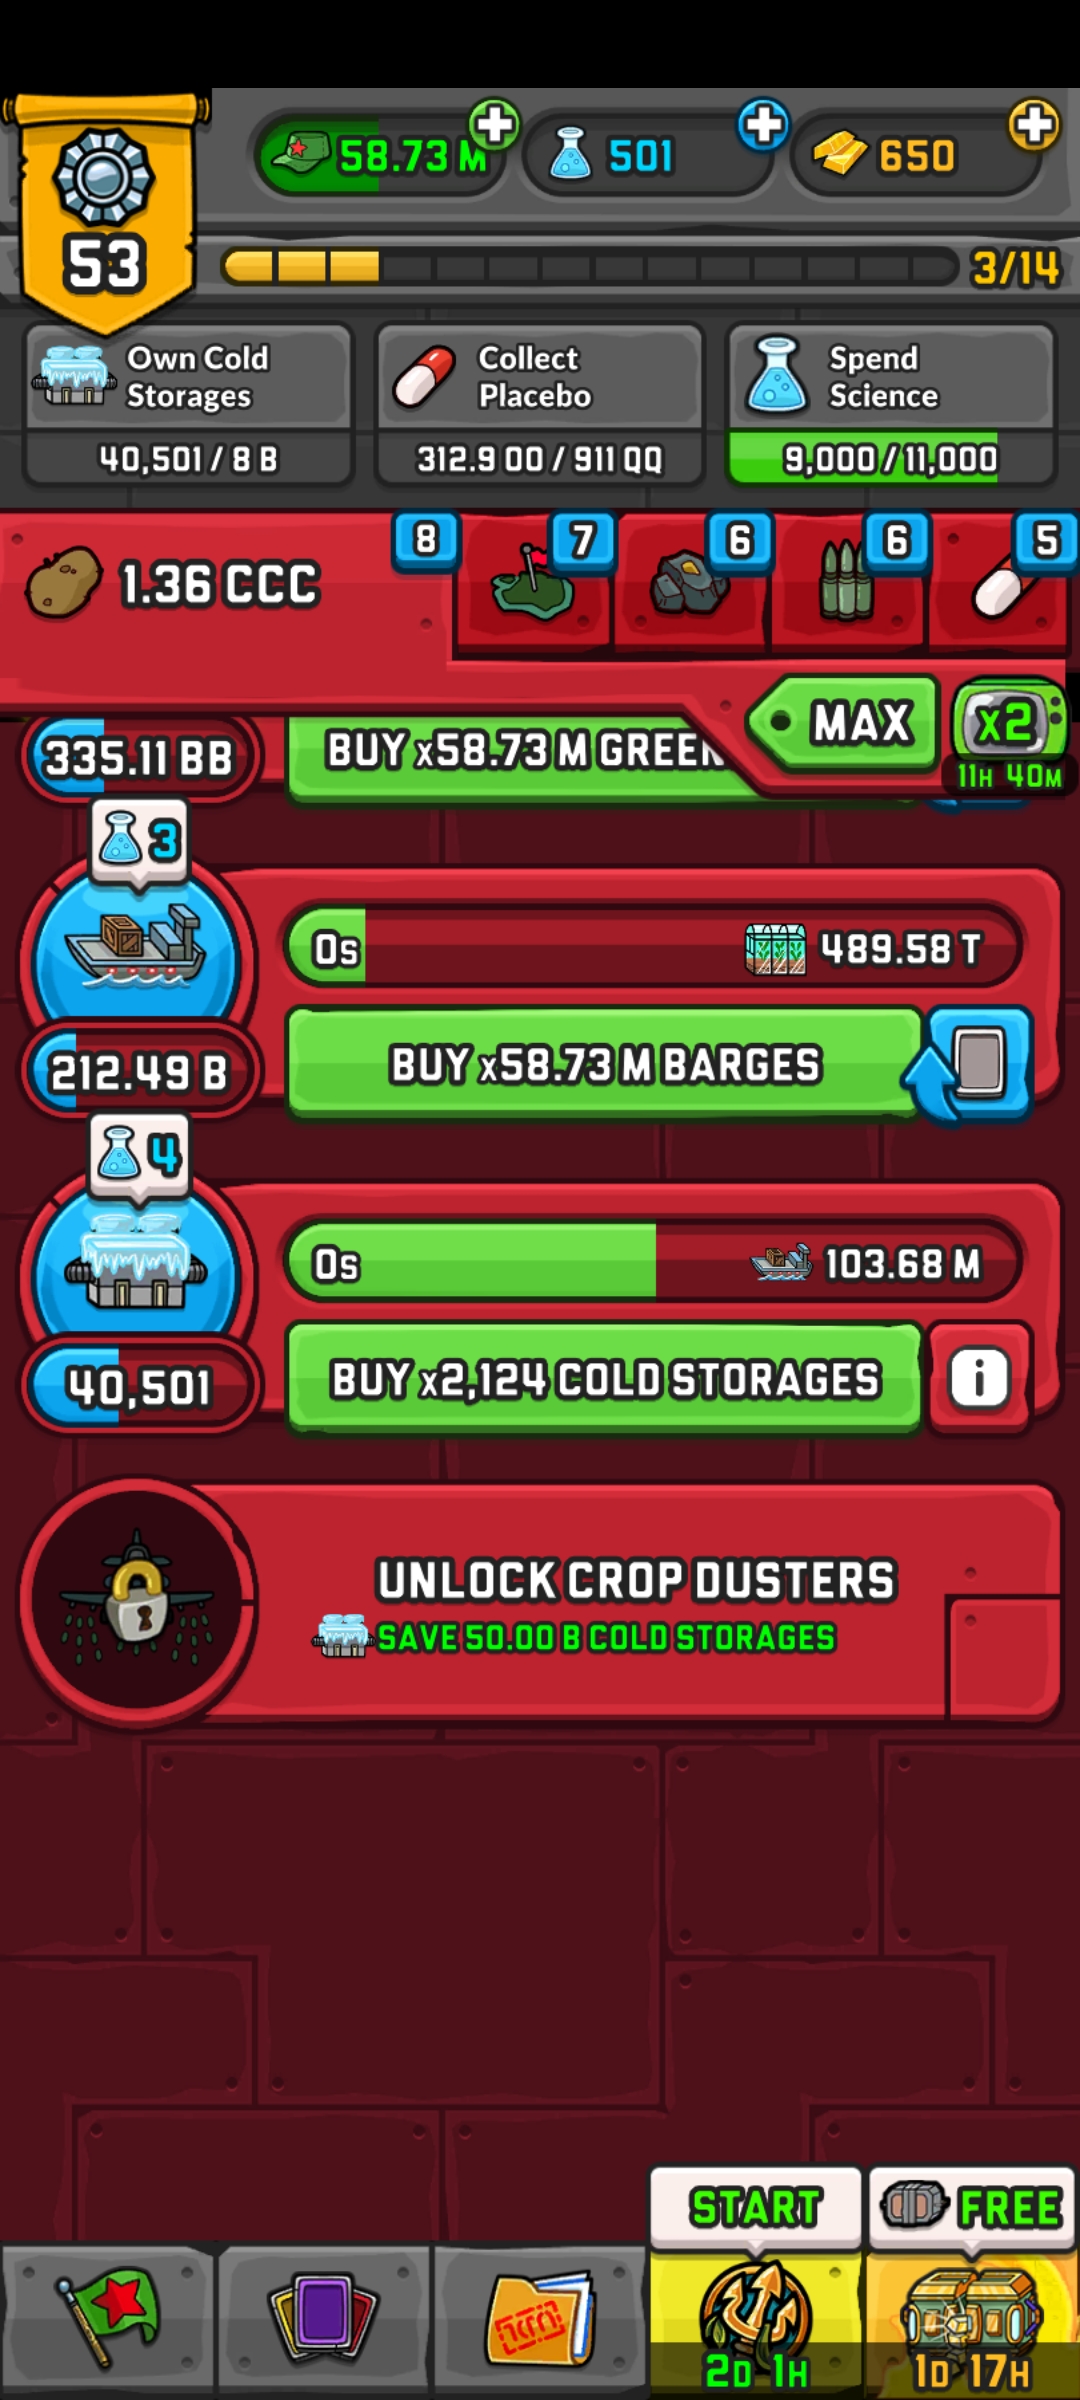 58.73 M
501
650
53
3/14
Own Cold
Storages
Collect
Placebo
Spend
Science
40,501 / 8 B
312.9 OO / 911 QQ
9,000 / 11,000
1.36 CCC
8
7
6
6
5
MAX
x2
11H 40M
335.11 BB
BUY x58.73 M GREEN
3
0s
489.58 T
BUY x58.73 M BARGES
212.49 B
4
0s
103.68 M
BUY x2,124 COLD STORAGES
i
40,501
UNLOCK CROP DUSTERS
SAVE 50.00 B COLD STORAGES
START
FREE
2D 1H
1D 17H